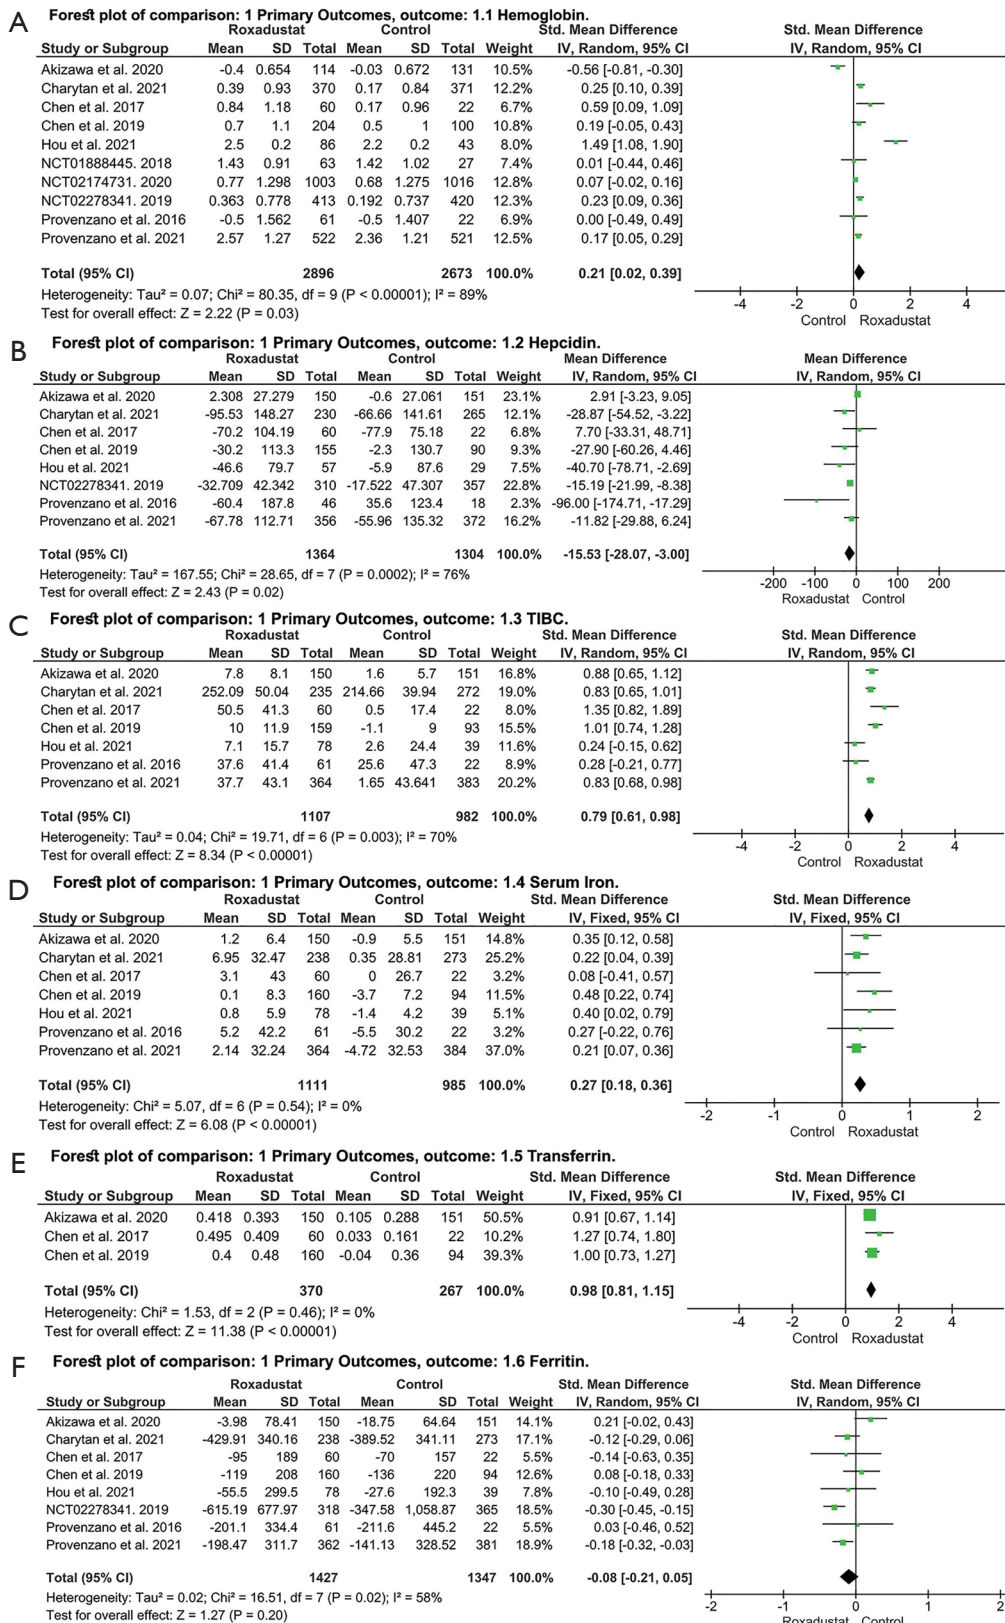 A Forest plot of comparison: 1 Primary Outcomes, outcome: 1.1 Hemoglobin.
Roxadustat Control Std. Mean Difference Std. Mean Difference
Study or Subgroup Mean SD Total Mean SD Total Weight IV, Random, 95% CI IV, Random, 95% CI
Akizawa et al. 2020 -0.4 0.654 114 -0.03 0.672 131 10.5% -0.56 [-0.81, -0.30]
Charytan et al. 2021 0.39 0.93 370 0.17 0.84 371 12.2% 0.25 [0.10, 0.39]
Chen et al. 2017 0.84 1.18 60 0.17 0.96 22 6.7% 0.59 [0.09, 1.09]
Chen et al. 2019 0.7 1.1 204 0.5 1 100 10.8% 0.19 [-0.05, 0.43]
Hou et al. 2021 2.5 0.2 86 2.2 0.2 43 8.0% 1.49 [1.08, 1.90]
NCT01888445. 2018 1.43 0.91 63 1.42 1.02 27 7.4% 0.01 [-0.44, 0.46]
NCT02174731. 2020 0.77 1.298 1003 0.68 1.275 1016 12.8% 0.07 [-0.02, 0.16]
NCT02278341. 2019 0.363 0.778 413 0.192 0.737 420 12.3% 0.23 [0.09, 0.36]
Provenzano et al. 2016 -0.5 1.562 61 -0.5 1.407 22 6.9% 0.00 [-0.49, 0.49]
Provenzano et al. 2021 2.57 1.27 522 2.36 1.21 521 12.5% 0.17 [0.05, 0.29]
Total (95% CI) 2896 2673 100.0% 0.21 [0.02, 0.39]
Heterogeneity: Tau² = 0.07; Chi² = 80.35, df = 9 (P < 0.00001); I² = 89%
Test for overall effect: Z = 2.22 (P = 0.03)
-4 -2 0 2 4
Control Roxadustat
B Forest plot of comparison: 1 Primary Outcomes, outcome: 1.2 Hepcidin.
Roxadustat Control Mean Difference Mean Difference
Study or Subgroup Mean SD Total Mean SD Total Weight IV, Random, 95% CI IV, Random, 95% CI
Akizawa et al. 2020 2.308 27.279 150 -0.6 27.061 151 23.1% 2.91 [-3.23, 9.05]
Charytan et al. 2021 -95.53 148.27 230 -66.66 141.61 265 12.1% -28.87 [-54.52, -3.22]
Chen et al. 2017 -70.2 104.19 60 -77.9 75.18 22 6.8% 7.70 [-33.31, 48.71]
Chen et al. 2019 -30.2 113.3 155 -2.3 130.7 90 9.3% -27.90 [-60.26, 4.46]
Hou et al. 2021 -46.6 79.7 57 -5.9 87.6 29 7.5% -40.70 [-78.71, -2.69]
NCT02278341. 2019 -32.709 42.342 310 -17.522 47.307 357 22.8% -15.19 [-21.99, -8.38]
Provenzano et al. 2016 -60.4 187.8 46 35.6 123.4 18 2.3% -96.00 [-174.71, -17.29]
Provenzano et al. 2021 -67.78 112.71 356 -55.96 135.32 372 16.2% -11.82 [-29.88, 6.24]
Total (95% CI) 1364 1304 100.0% -15.53 [-28.07, -3.00]
Heterogeneity: Tau² = 167.55; Chi² = 28.65, df = 7 (P = 0.0002); I² = 76%
Test for overall effect: Z = 2.43 (P = 0.02)
-200 -100 0 100 200
Roxadustat Control
C Forest plot of comparison: 1 Primary Outcomes, outcome: 1.3 TIBC.
Roxadustat Control Std. Mean Difference Std. Mean Difference
Study or Subgroup Mean SD Total Mean SD Total Weight IV, Random, 95% CI IV, Random, 95% CI
Akizawa et al. 2020 7.8 8.1 150 1.6 5.7 151 16.8% 0.88 [0.65, 1.12]
Charytan et al. 2021 252.09 50.04 235 214.66 39.94 272 19.0% 0.83 [0.65, 1.01]
Chen et al. 2017 50.5 41.3 60 0.5 17.4 22 8.0% 1.35 [0.82, 1.89]
Chen et al. 2019 10 11.9 159 -1.1 9 93 15.5% 1.01 [0.74, 1.28]
Hou et al. 2021 7.1 15.7 78 2.6 24.4 39 11.6% 0.24 [-0.15, 0.62]
Provenzano et al. 2016 37.6 41.4 61 25.6 47.3 22 8.9% 0.28 [-0.21, 0.77]
Provenzano et al. 2021 37.7 43.1 364 1.65 43.641 383 20.2% 0.83 [0.68, 0.98]
Total (95% CI) 1107 982 100.0% 0.79 [0.61, 0.98]
Heterogeneity: Tau² = 0.04; Chi² = 19.71, df = 6 (P = 0.003); I² = 70%
Test for overall effect: Z = 8.34 (P < 0.00001)
-4 -2 0 2 4
Control Roxadustat
D Forest plot of comparison: 1 Primary Outcomes, outcome: 1.4 Serum Iron.
Roxadustat Control Std. Mean Difference Std. Mean Difference
Study or Subgroup Mean SD Total Mean SD Total Weight IV, Fixed, 95% CI IV, Fixed, 95% CI
Akizawa et al. 2020 1.2 6.4 150 -0.9 5.5 151 14.8% 0.35 [0.12, 0.58]
Charytan et al. 2021 6.95 32.47 238 0.35 28.81 273 25.2% 0.22 [0.04, 0.39]
Chen et al. 2017 3.1 43 60 0 26.7 22 3.2% 0.08 [-0.41, 0.57]
Chen et al. 2019 0.1 8.3 160 -3.7 7.2 94 11.5% 0.48 [0.22, 0.74]
Hou et al. 2021 0.8 5.9 78 -1.4 4.2 39 5.1% 0.40 [0.02, 0.79]
Provenzano et al. 2016 5.2 42.2 61 -5.5 30.2 22 3.2% 0.27 [-0.22, 0.76]
Provenzano et al. 2021 2.14 32.24 364 -4.72 32.53 384 37.0% 0.21 [0.07, 0.36]
Total (95% CI) 1111 985 100.0% 0.27 [0.18, 0.36]
Heterogeneity: Chi² = 5.07, df = 6 (P = 0.54); I² = 0%
Test for overall effect: Z = 6.08 (P < 0.00001)
-2 -1 0 1 2
Control Roxadustat
E Forest plot of comparison: 1 Primary Outcomes, outcome: 1.5 Transferrin.
Roxadustat Control Std. Mean Difference Std. Mean Difference
Study or Subgroup Mean SD Total Mean SD Total Weight IV, Fixed, 95% CI IV, Fixed, 95% CI
Akizawa et al. 2020 0.418 0.393 150 0.105 0.288 151 50.5% 0.91 [0.67, 1.14]
Chen et al. 2017 0.495 0.409 60 0.033 0.161 22 10.2% 1.27 [0.74, 1.80]
Chen et al. 2019 0.4 0.48 160 -0.04 0.36 94 39.3% 1.00 [0.73, 1.27]
Total (95% CI) 370 267 100.0% 0.98 [0.81, 1.15]
Heterogeneity: Chi² = 1.53, df = 2 (P = 0.46); I² = 0%
Test for overall effect: Z = 11.38 (P < 0.00001)
-4 -2 0 2 4
Control Roxadustat
F Forest plot of comparison: 1 Primary Outcomes, outcome: 1.6 Ferritin.
Roxadustat Control Std. Mean Difference Std. Mean Difference
Study or Subgroup Mean SD Total Mean SD Total Weight IV, Random, 95% CI IV, Random, 95% CI
Akizawa et al. 2020 -3.98 78.41 150 -18.75 64.64 151 14.1% 0.21 [-0.02, 0.43]
Charytan et al. 2021 -429.91 340.16 238 -389.52 341.11 273 17.1% -0.12 [-0.29, 0.06]
Chen et al. 2017 -95 189 60 -70 157 22 5.5% -0.14 [-0.63, 0.35]
Chen et al. 2019 -119 208 160 -136 220 94 12.6% 0.08 [-0.18, 0.33]
Hou et al. 2021 -55.5 299.5 78 -27.6 192.3 39 7.8% -0.10 [-0.49, 0.28]
NCT02278341. 2019 -615.19 677.97 318 -347.58 1,058.87 365 18.5% -0.30 [-0.45, -0.15]
Provenzano et al. 2016 -201.1 334.4 61 -211.6 445.2 22 5.5% 0.03 [-0.46, 0.52]
Provenzano et al. 2021 -198.47 311.7 362 -141.13 328.52 381 18.9% -0.18 [-0.32, -0.03]
Total (95% CI) 1427 1347 100.0% -0.08 [-0.21, 0.05]
Heterogeneity: Tau² = 0.02; Chi² = 16.51, df = 7 (P = 0.02); I² = 58%
Test for overall effect: Z = 1.27 (P = 0.20)
-2 -1 0 1 2
Roxadustat Control